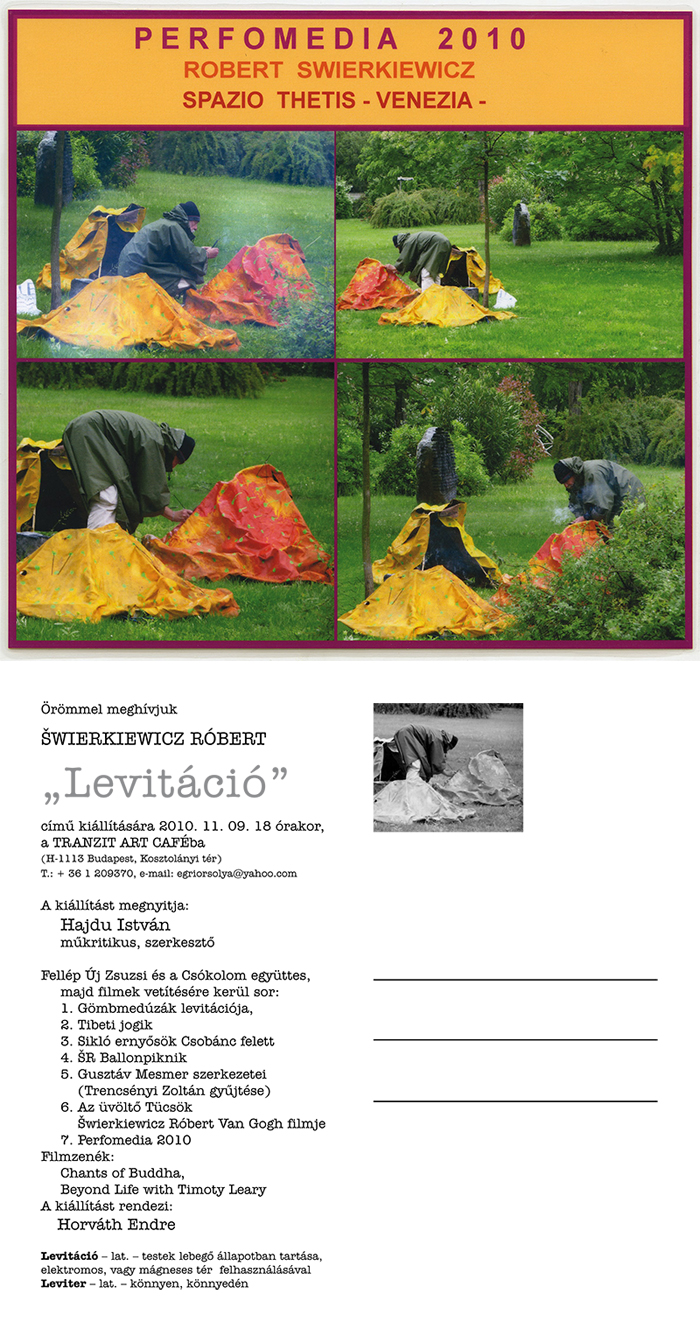 PERFOMEDIA 2010
ROBERT SWIERKIEWICZ
SPAZIO THETIS - VENEZIA -
Örömmel meghívjuk
ŠWIERKIEWICZ RÓBERT
„Levitáció”
című kiállítására 2010. 11. 09. 18 órakor,
a TRANZIT ART CAFÉba
(H-1113 Budapest, Kosztolányi tér)
T.: + 36 1 209370, e-mail: egriorsolya@yahoo.com
A kiállítást megnyitja:
Hajdu István
műkritikus, szerkesztő
Fellép Új Zsuzsi és a Csókolom együttes,
majd filmek vetítésére kerül sor:
1. Gömbmedúzák levitációja,
2. Tibeti jogik
3. Sikló ernyősök Csobánc felett
4. ŠR Ballonpiknik
5. Gusztáv Mesmer szerkezetei
(Trencsényi Zoltán gyűjtése)
6. Az üvöltő Tücsök
Šwierkiewicz Róbert Van Gogh filmje
7. Perfomedia 2010
Filmzenék:
Chants of Buddha,
Beyond Life with Timoty Leary
A kiállítást rendezi:
Horváth Endre
Levitáció – lat. – testek lebegő állapotban tartása,
elektromos, vagy mágneses tér felhasználásával
Leviter – lat. – könnyen, könnyedén